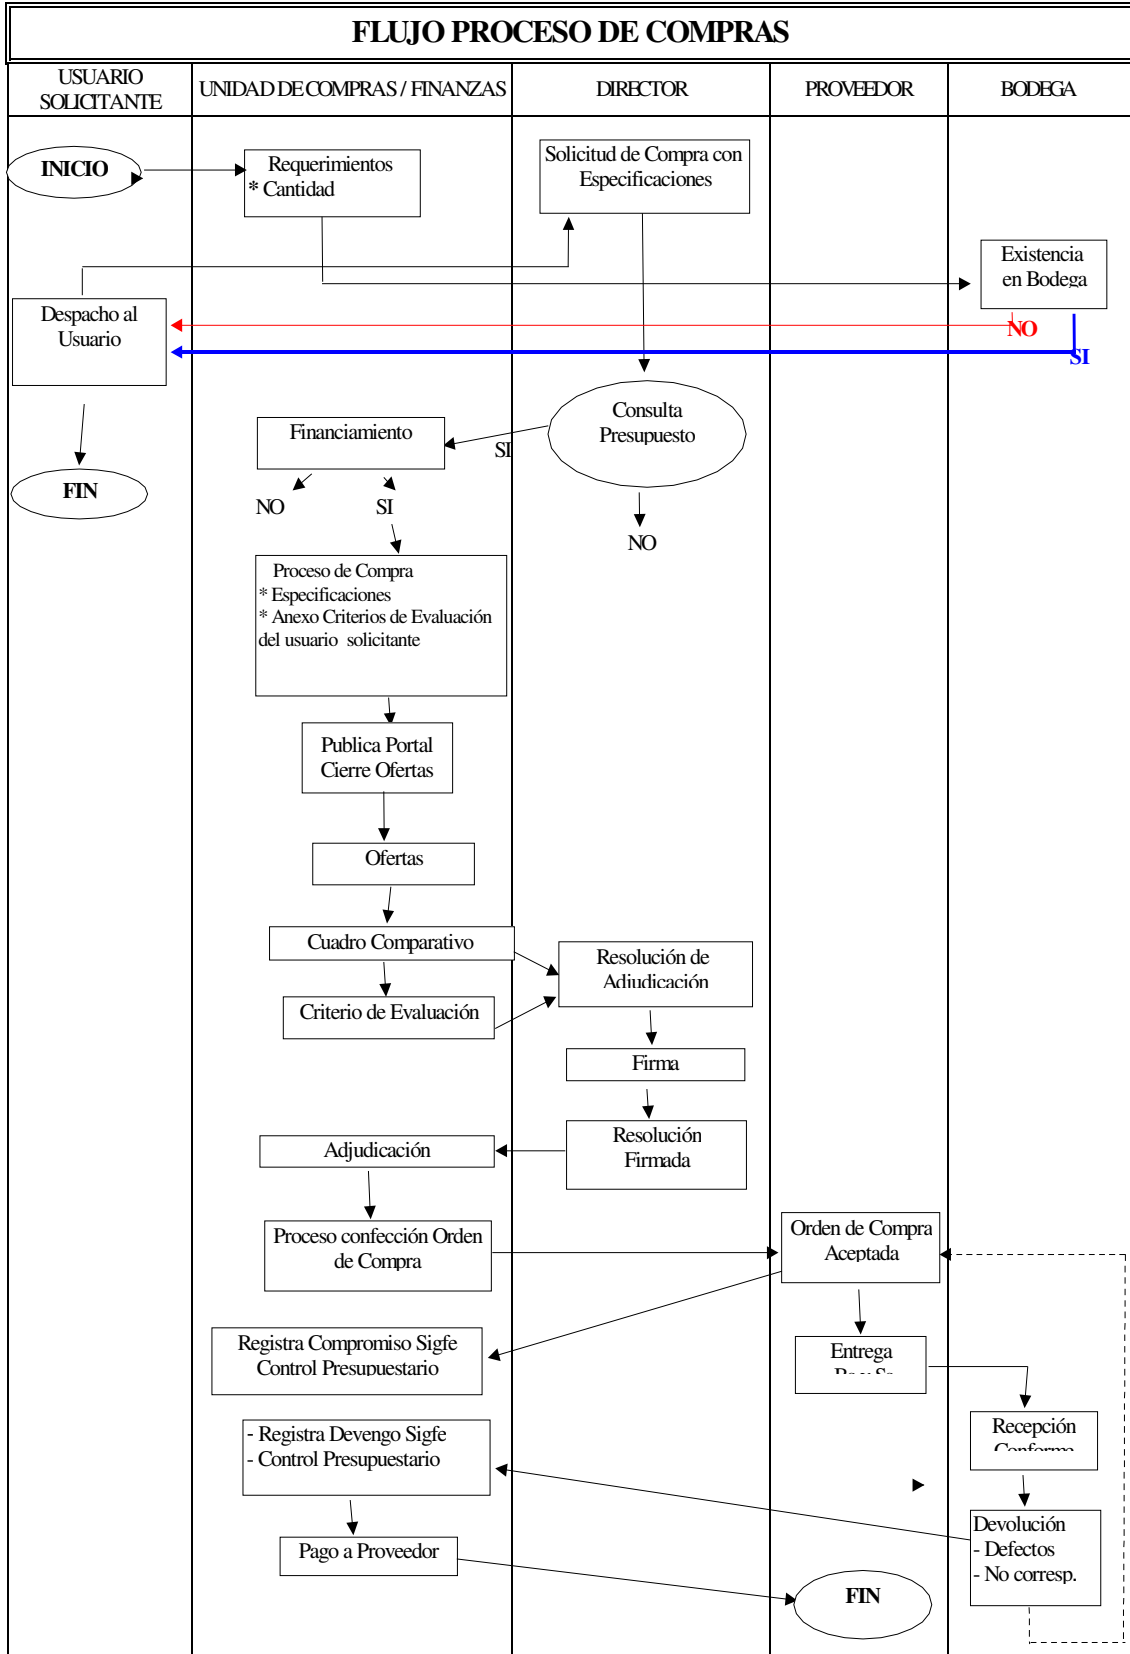 FLUJO PROCESO DE COMPRAS
USUARIO
SOLICITANTE
UNIDAD DE COMPRAS / FINANZAS
DIRECTOR
PROVEEDOR
BODEGA
INICIO
Requerimientos
* Cantidad
Solicitud de Compra con
Especificaciones
Existencia
en Bodega
Despacho al
Usuario
NO
SI
Consulta
Presupuesto
Financiamiento
SI
FIN
NO
SI
NO
Proceso de Compra
* Especificaciones
* Anexo Criterios de Evaluación
del usuario solicitante
Publica Portal
Cierre Ofertas
Ofertas
Cuadro Comparativo
Resolución de
Adjudicación
Criterio de Evaluación
Firma
Resolución
Firmada
Adjudicación
Proceso confección Orden
de Compra
Orden de Compra
Aceptada
Registra Compromiso Sigfe
Control Presupuestario
Entrega
Recepción
Conforme
- Registra Devengo Sigfe
- Control Presupuestario
Devolución
- Defectos
- No corresp.
Pago a Proveedor
FIN